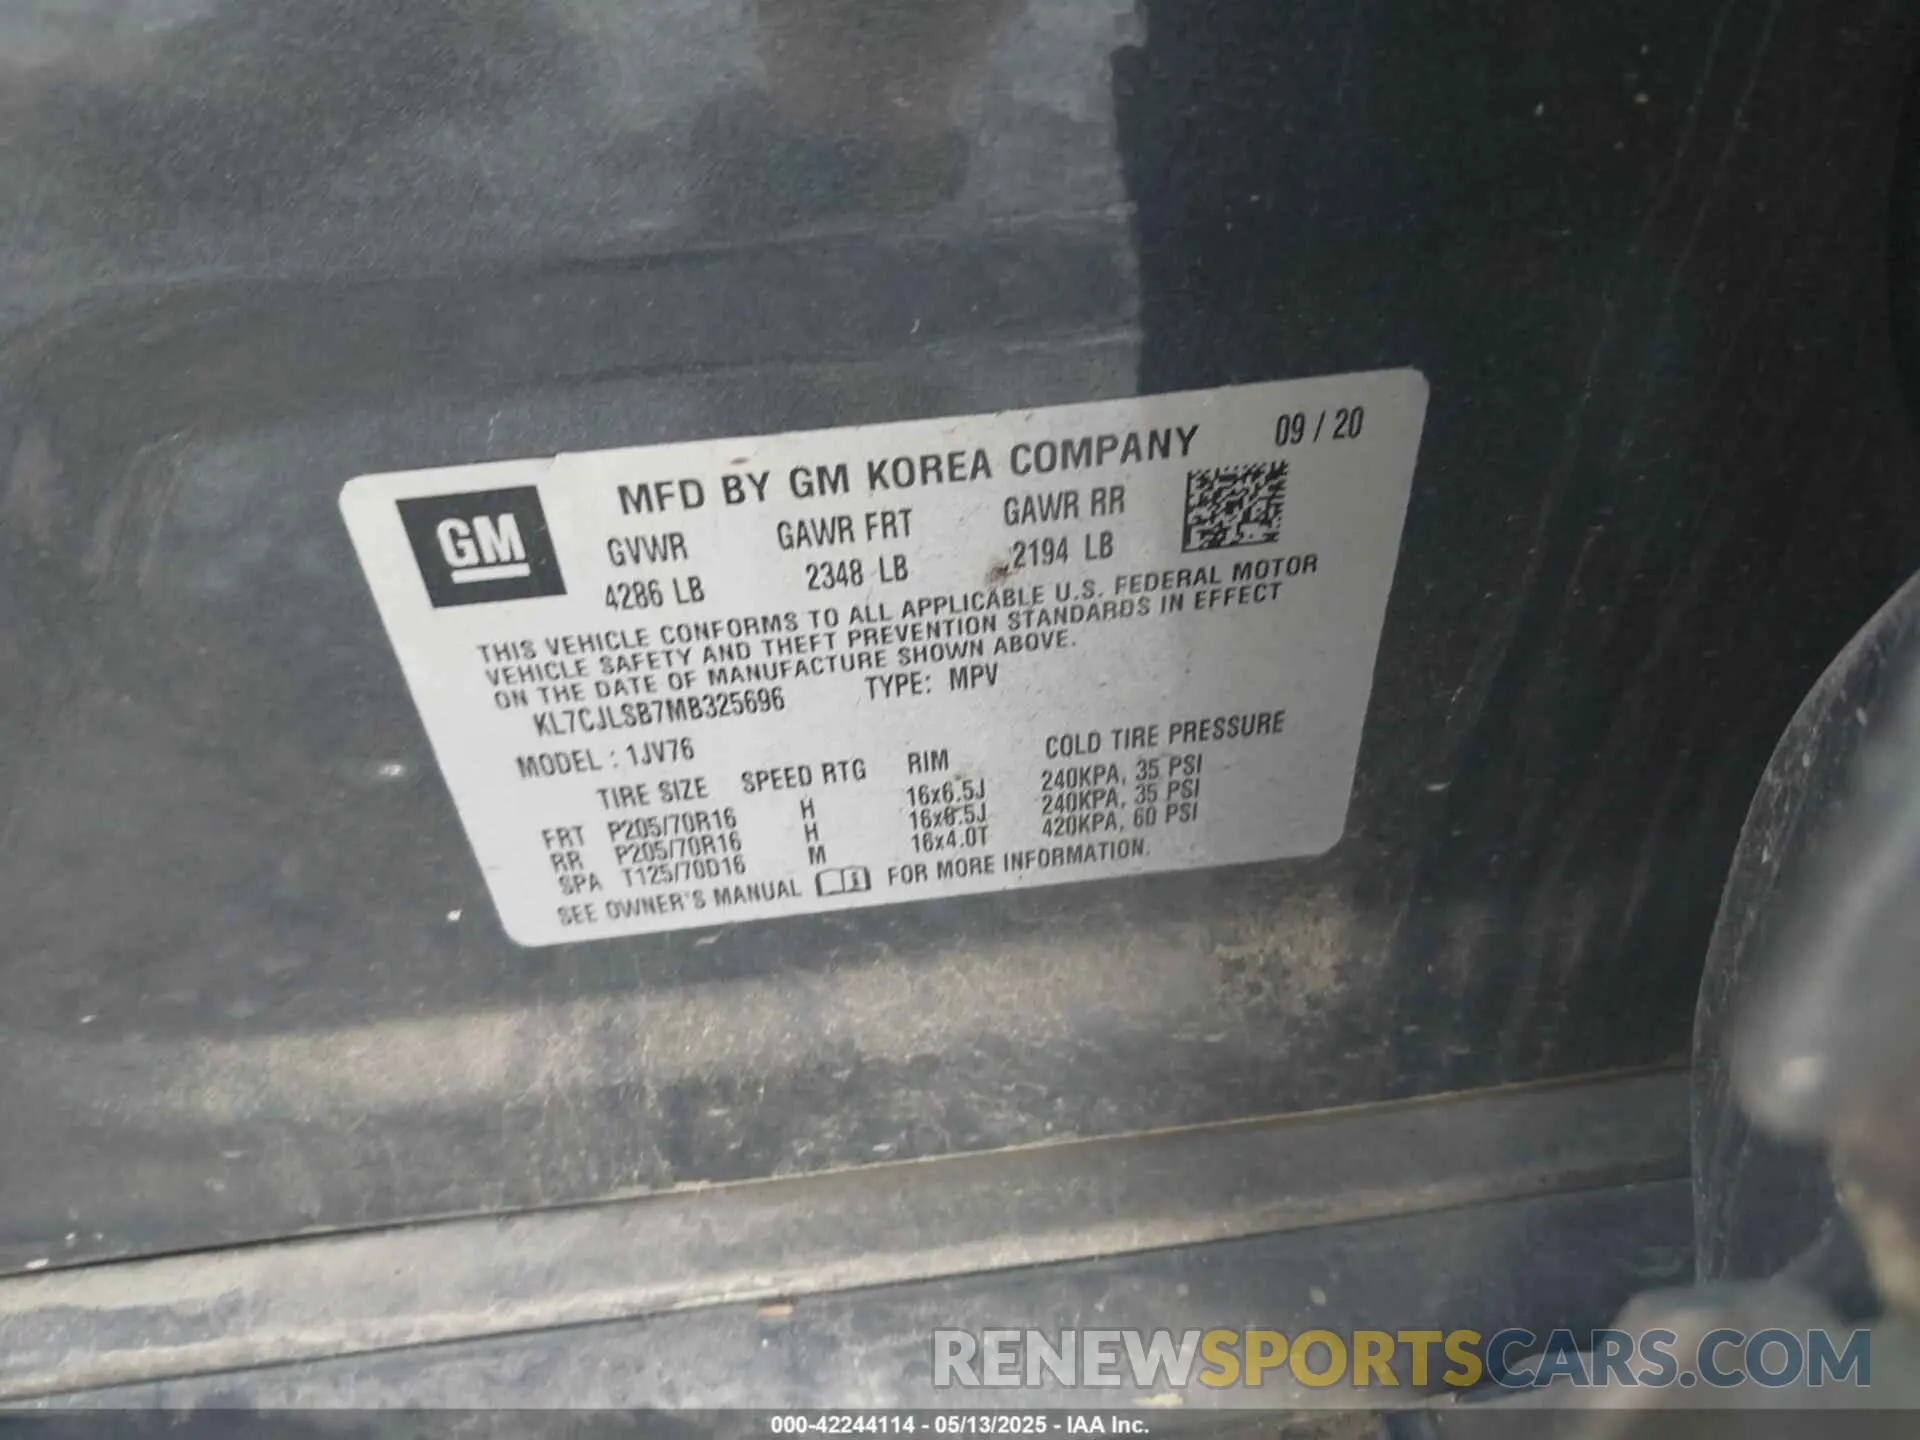 MFD BY GM KOREA COMPANY 09 / 20
GM
GVWR GAWR FRT GAWR RR
4286 LB 2348 LB 2194 LB
THIS VEHICLE CONFORMS TO ALL APPLICABLE U.S. FEDERAL MOTOR
VEHICLE SAFETY AND THEFT PREVENTION STANDARDS IN EFFECT
ON THE DATE OF MANUFACTURE SHOWN ABOVE.
KL7CJLSB7MB325696 TYPE: MPV
MODEL : 1JV76
TIRE SIZE SPEED RTG RIM COLD TIRE PRESSURE
FRT P205/70R16 H 16x6.5J 240KPA, 35 PSI
RR P205/70R16 H 16x6.5J 240KPA, 35 PSI
SPA T125/70D16 M 16x4.0T 420KPA, 60 PSI
SEE OWNER'S MANUAL FOR MORE INFORMATION.
RENEWSPORTSCARS.COM
000-42244114 - 05/13/2025 - IAA Inc.